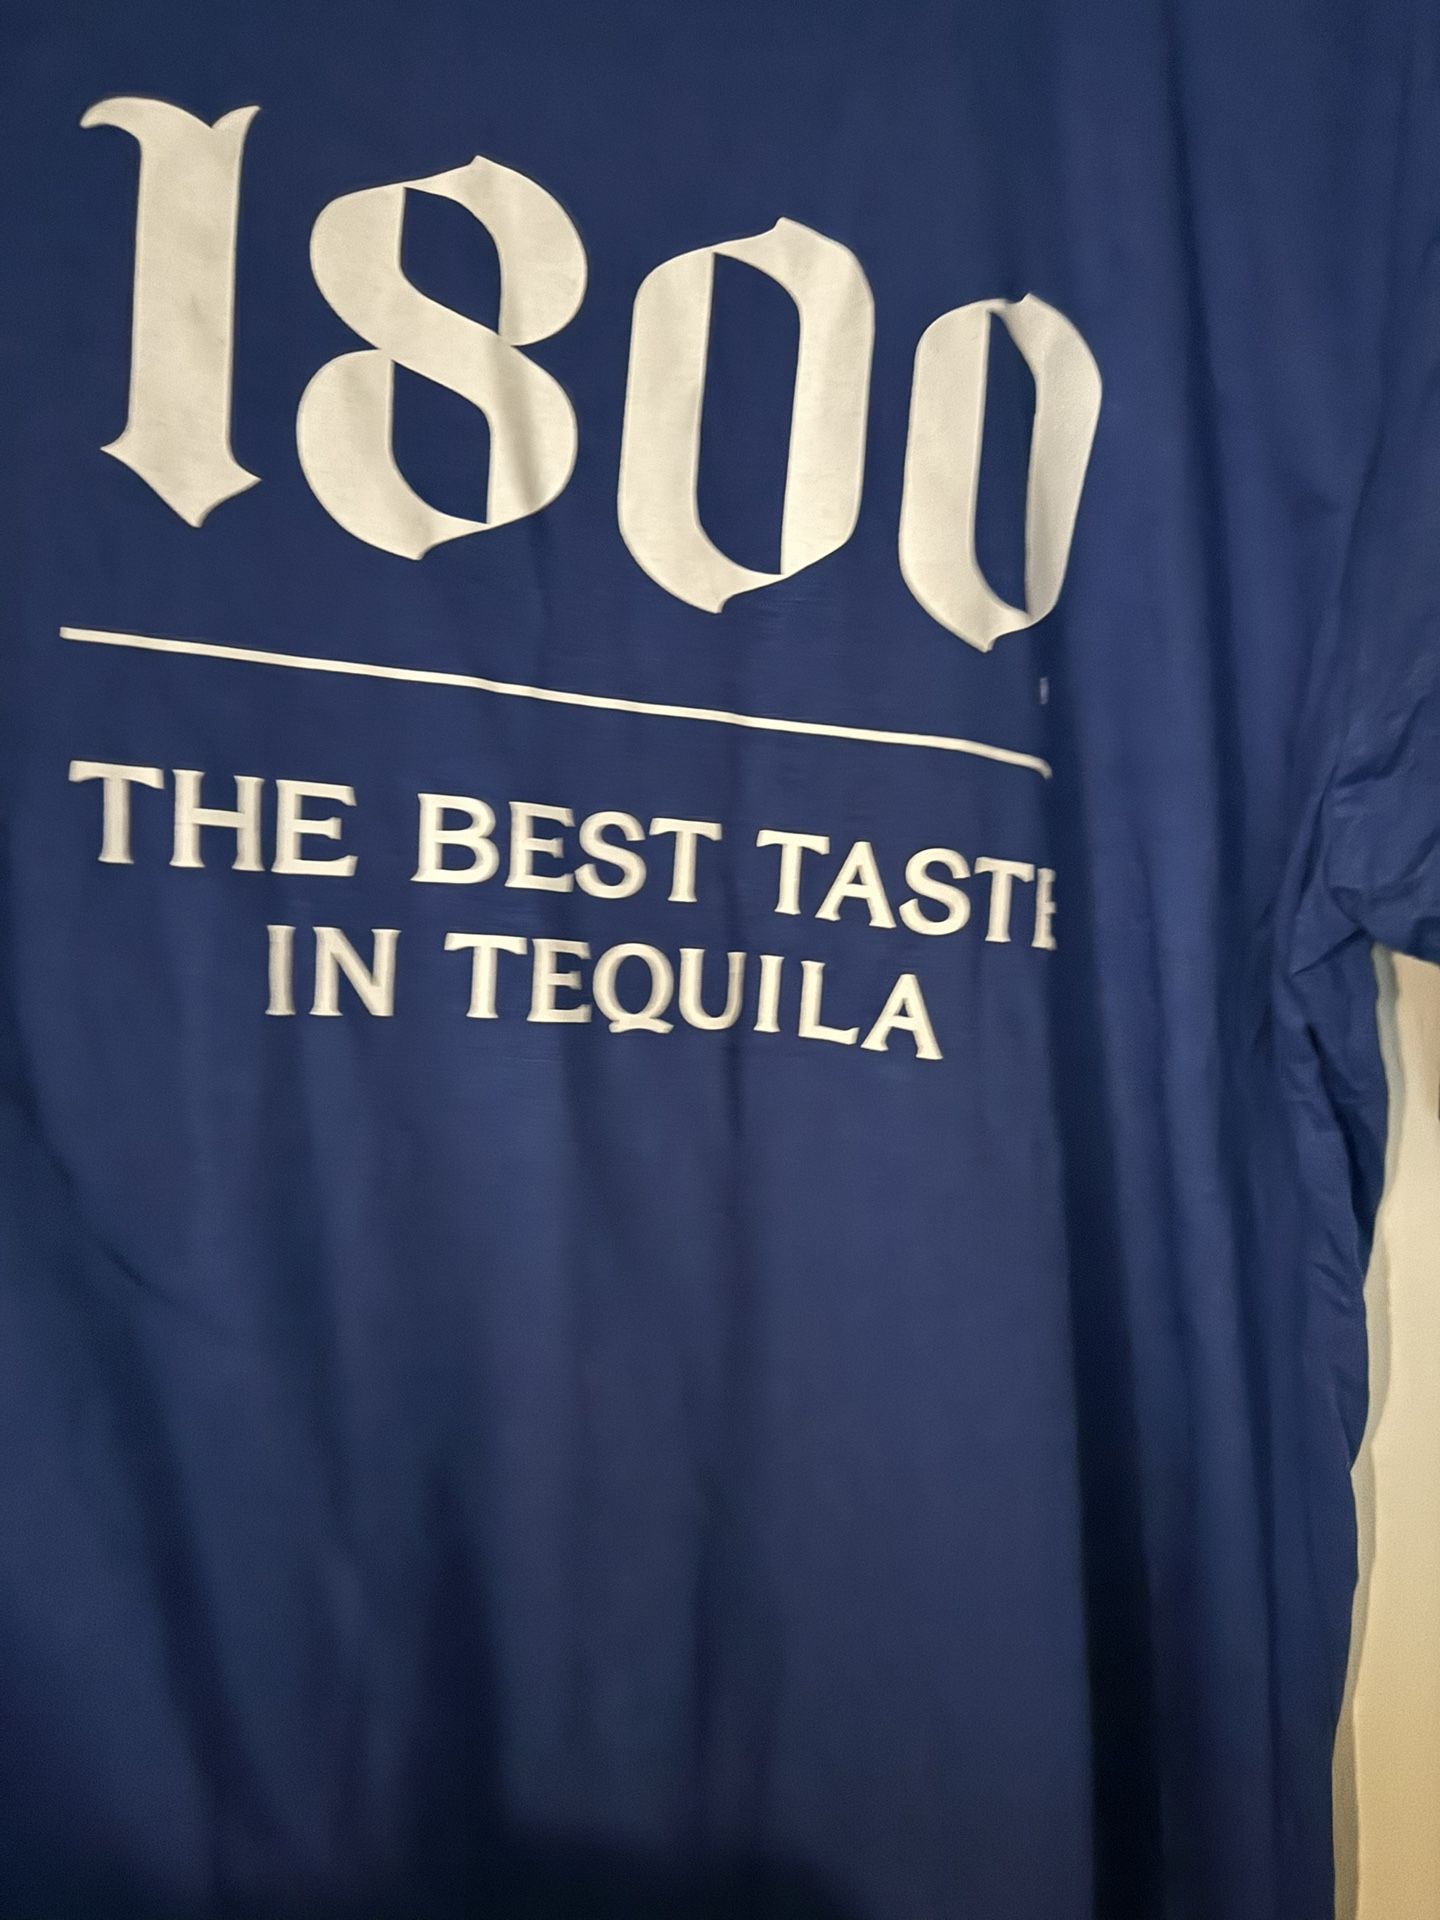 1800
THE BEST TASTE
IN TEQUILA